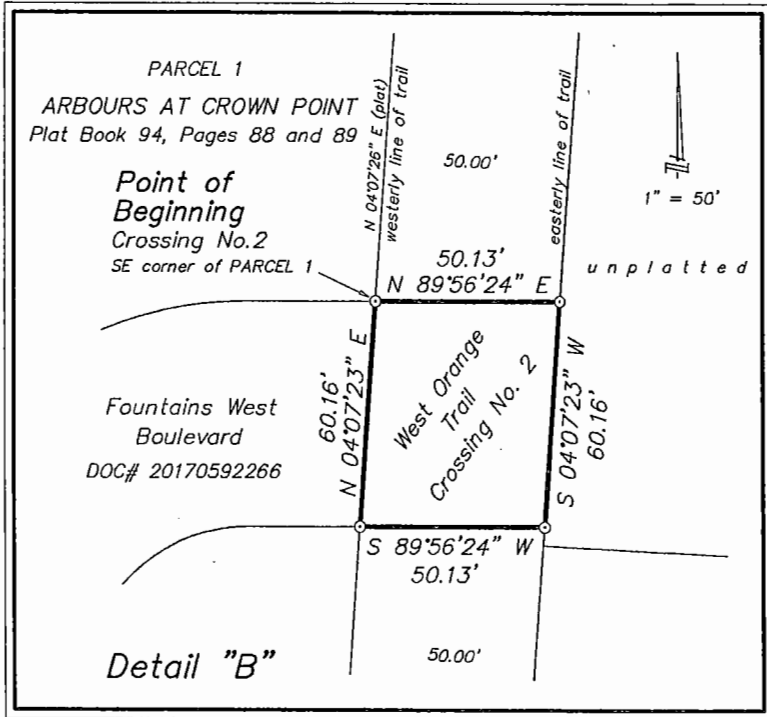 PARCEL 1
ARBOURS AT CROWN POINT
Plat Book 94, Pages 88 and 89
Point of
Beginning
Crossing No.2
SE corner of PARCEL 1
N 04°07'26" E (plat)
westerly line of trail
50.00'
easterly line of trail
1" = 50'
unplatted
50.13'
N 89°56'24" E
60.16'
N 04°07'23" E
West Orange
Trail
Crossing No. 2
S 04°07'23" W
60.16'
Fountains West
Boulevard
DOC# 20170592266
S 89°56'24" W
50.13'
Detail "B"
50.00'